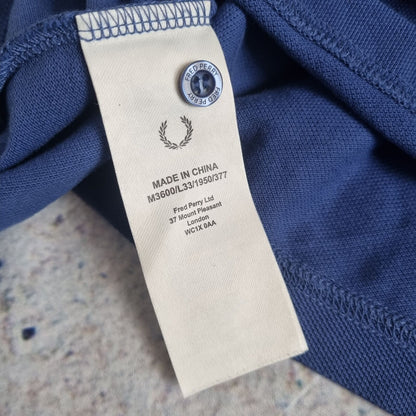 FRED PERRY
FRED PERRY
MADE IN CHINA
M3600/L33/1950/377
Fred Perry Ltd
37 Mount Pleasant
London
WC1X 0AA